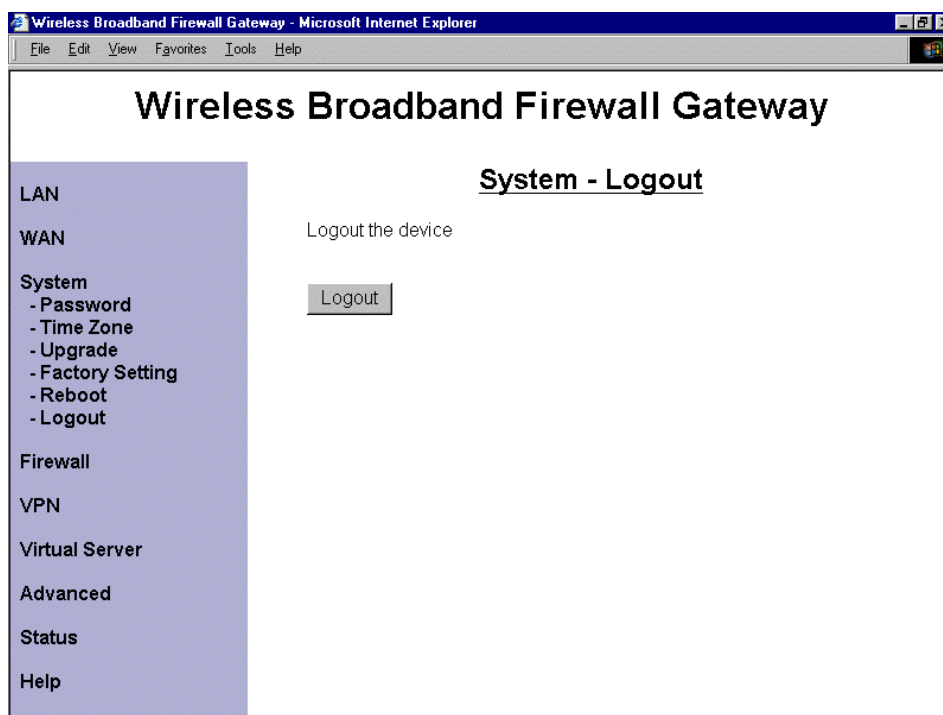 Wireless Broadband Firewall Gateway - Microsoft Internet Explorer
File Edit View Favorites Tools Help
Wireless Broadband Firewall Gateway
LAN
WAN
System
- Password
- Time Zone
- Upgrade
- Factory Setting
- Reboot
- Logout
Firewall
VPN
Virtual Server
Advanced
Status
Help
System - Logout
Logout the device
Logout